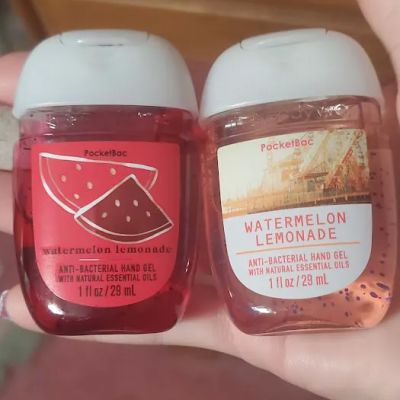 PocketBac
watermelon lemonade
ANTI-BACTERIAL HAND GEL
WITH NATURAL ESSENTIAL OILS
1 fl oz / 29 mL
PocketBac
WATERMELON
LEMONADE
ANTI-BACTERIAL HAND GEL
WITH NATURAL ESSENTIAL OILS
1 fl oz / 29 mL